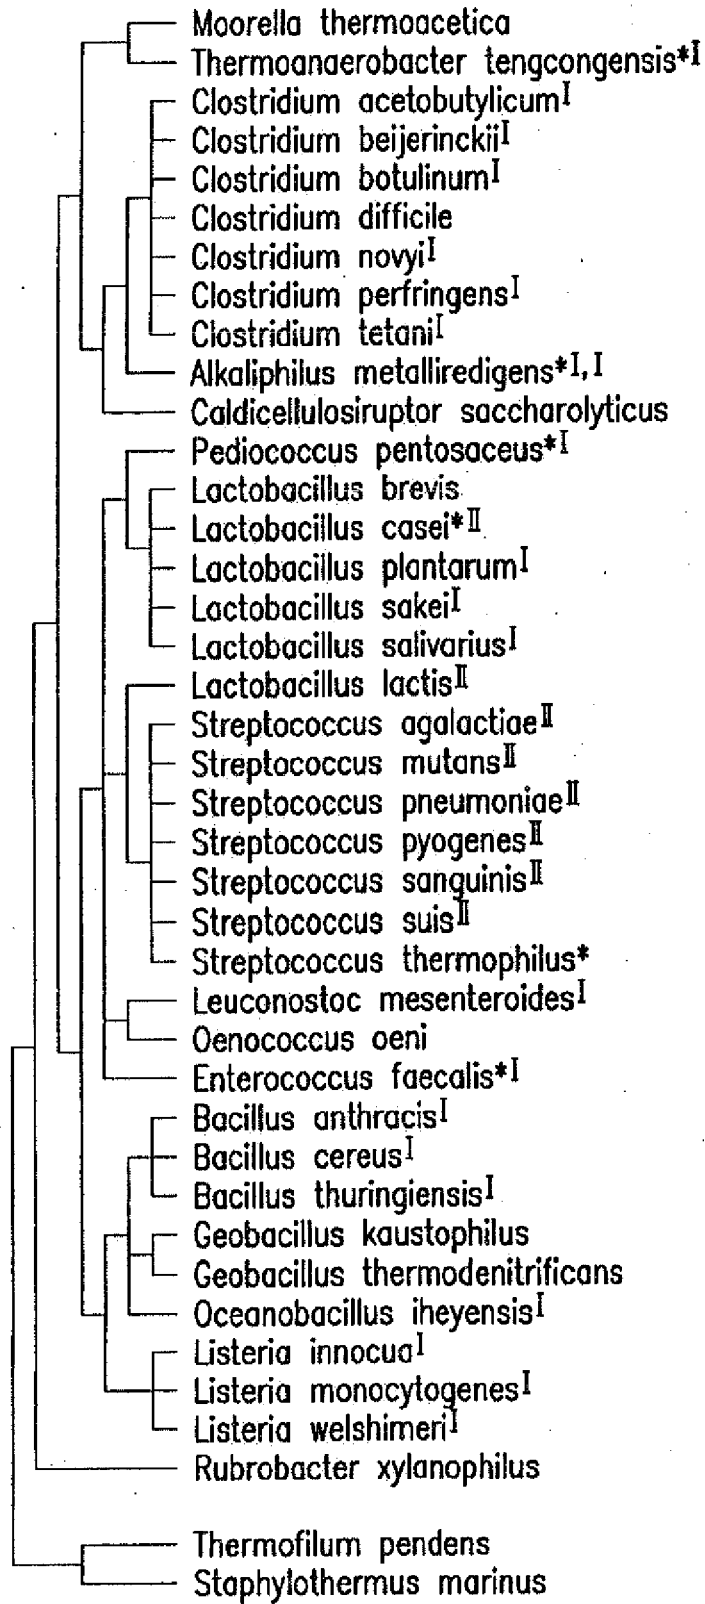 Moorella thermoacetica
Thermoanaerobacter tengcongensis*I
Clostridium acetobutylicumI
Clostridium beijerinckiiI
Clostridium botulinumI
Clostridium difficile
Clostridium novyiI
Clostridium perfringensI
Clostridium tetaniI
Alkaliphilus metalliredigens*I,I
Caldicellulosiruptor saccharolyticus
Pediococcus pentosaceus*I
Lactobacillus brevis
Lactobacillus casei*II
Lactobacillus plantarumI
Lactobacillus sakeiI
Lactobacillus salivariusI
Lactobacillus lactisII
Streptococcus agalactiaeII
Streptococcus mutansII
Streptococcus pneumoniaeII
Streptococcus pyogenesII
Streptococcus sanguinisII
Streptococcus suisII
Streptococcus thermophilus*
Leuconostoc mesenteroidesI
Oenococcus oeni
Enterococcus faecalis*I
Bacillus anthracisI
Bacillus cereusI
Bacillus thuringiensisI
Geobacillus kaustophilus
Geobacillus thermodenitrificans
Oceanobacillus iheyensisI
Listeria innocuaI
Listeria monocytogenesI
Listeria welshimeriI
Rubrobacter xylanophilus
Thermofilum pendens
Staphylothermus marinus